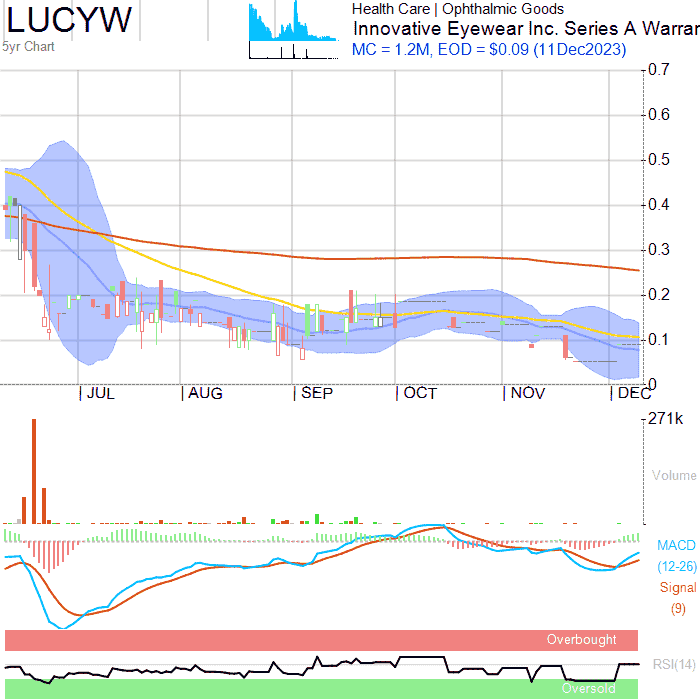 LUCYW
5yr Chart
Health Care | Ophthalmic Goods
Innovative Eyewear Inc. Series A Warran
MC = 1.2M, EOD = $0.09 (11Dec2023)
0.7
0.6
0.5
0.4
0.3
0.2
0.1
0
JUL
AUG
SEP
OCT
NOV
DEC
271k
Volume
MACD
(12-26)
Signal
(9)
Overbought
RSI(14)
Oversold